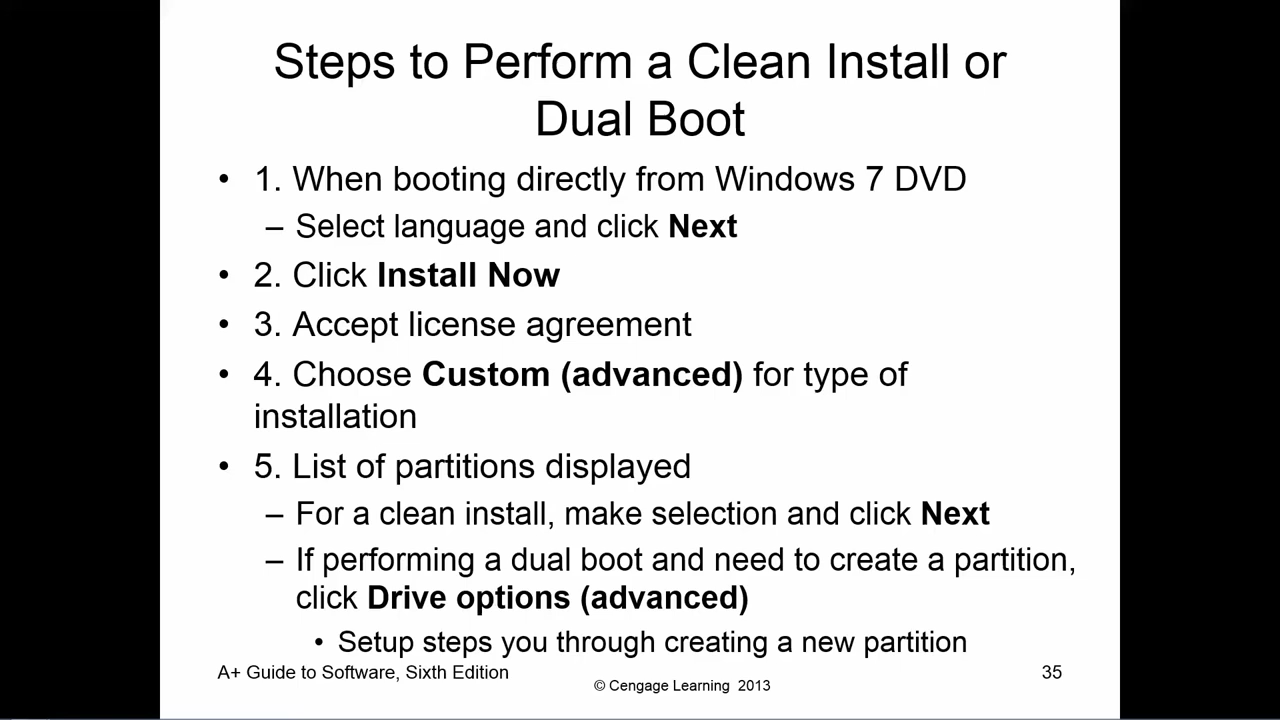 Steps to Perform a Clean Install or
Dual Boot
• 1. When booting directly from Windows 7 DVD
– Select language and click Next
• 2. Click Install Now
• 3. Accept license agreement
• 4. Choose Custom (advanced) for type of
installation
• 5. List of partitions displayed
– For a clean install, make selection and click Next
– If performing a dual boot and need to create a partition,
click Drive options (advanced)
• Setup steps you through creating a new partition
A+ Guide to Software, Sixth Edition
© Cengage Learning 2013
35